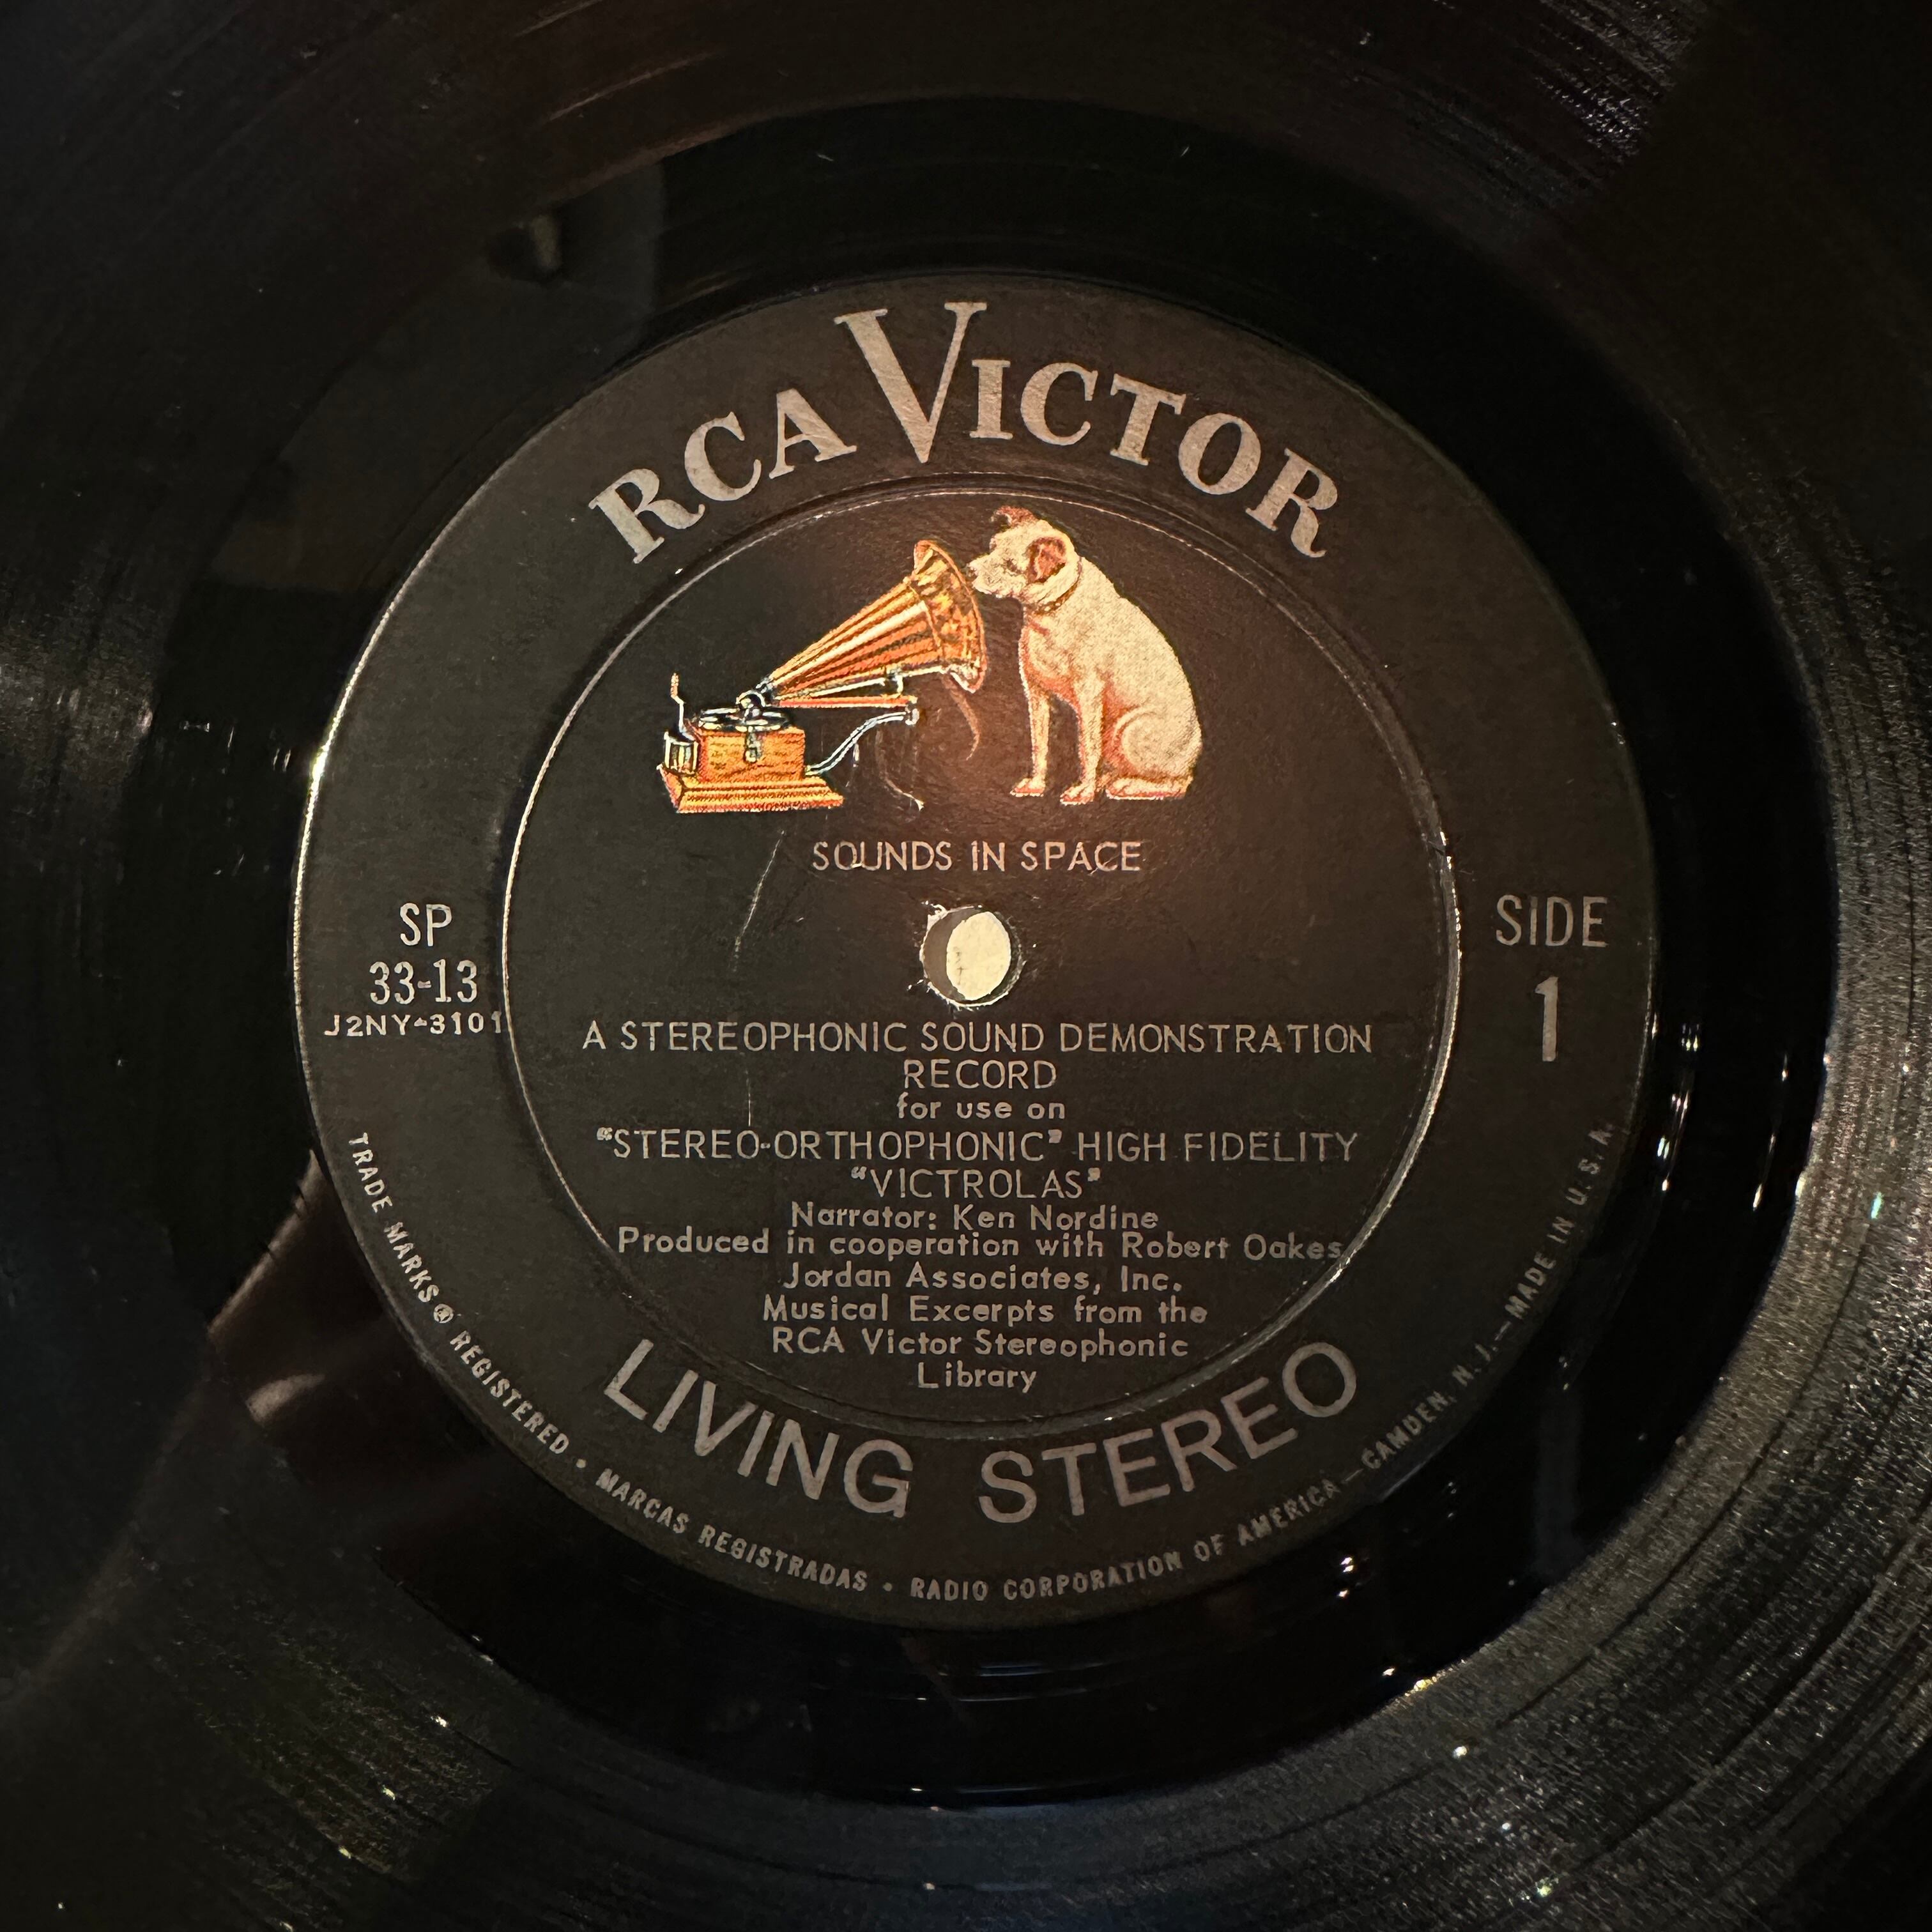 RCA VICTOR
SOUNDS IN SPACE
SP
33-13
J2NY-3101
SIDE
1
A STEREOPHONIC SOUND DEMONSTRATION
RECORD
for use on
“STEREO-ORTHOPHONIC” HIGH FIDELITY
“VICTROLAS”
Narrator: Ken Nordine
Produced in cooperation with Robert Oakes
Jordan Associates, Inc.
Musical Excerpts from the
RCA Victor Stereophonic
Library
LIVING STEREO
TRADE MARKS ® REGISTERED • MARCAS REGISTRADAS • RADIO CORPORATION OF AMERICA—CAMDEN, N. J.—MADE IN U. S. A.